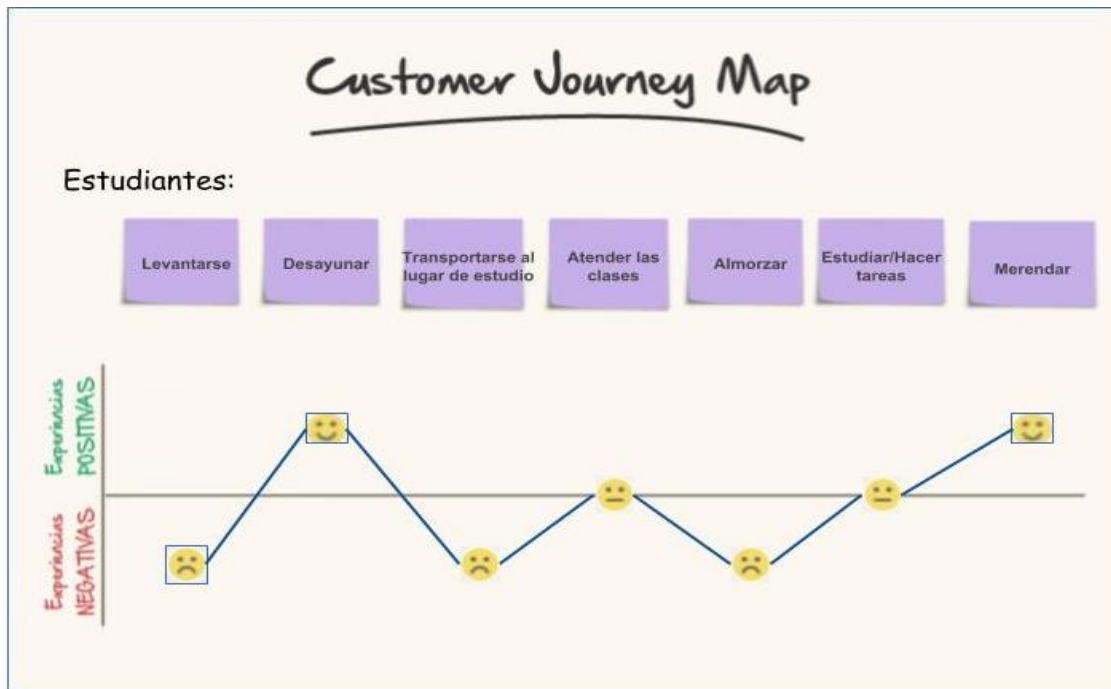 Customer Journey Map
Estudiantes:
Levantarse
Desayunar
Transportarse al
lugar de estudio
Atender las
clases
Almorzar
Estudiar/Hacer
tareas
Merendar
Experiencias
POSITIVAS
Experiencias
NEGATIVAS